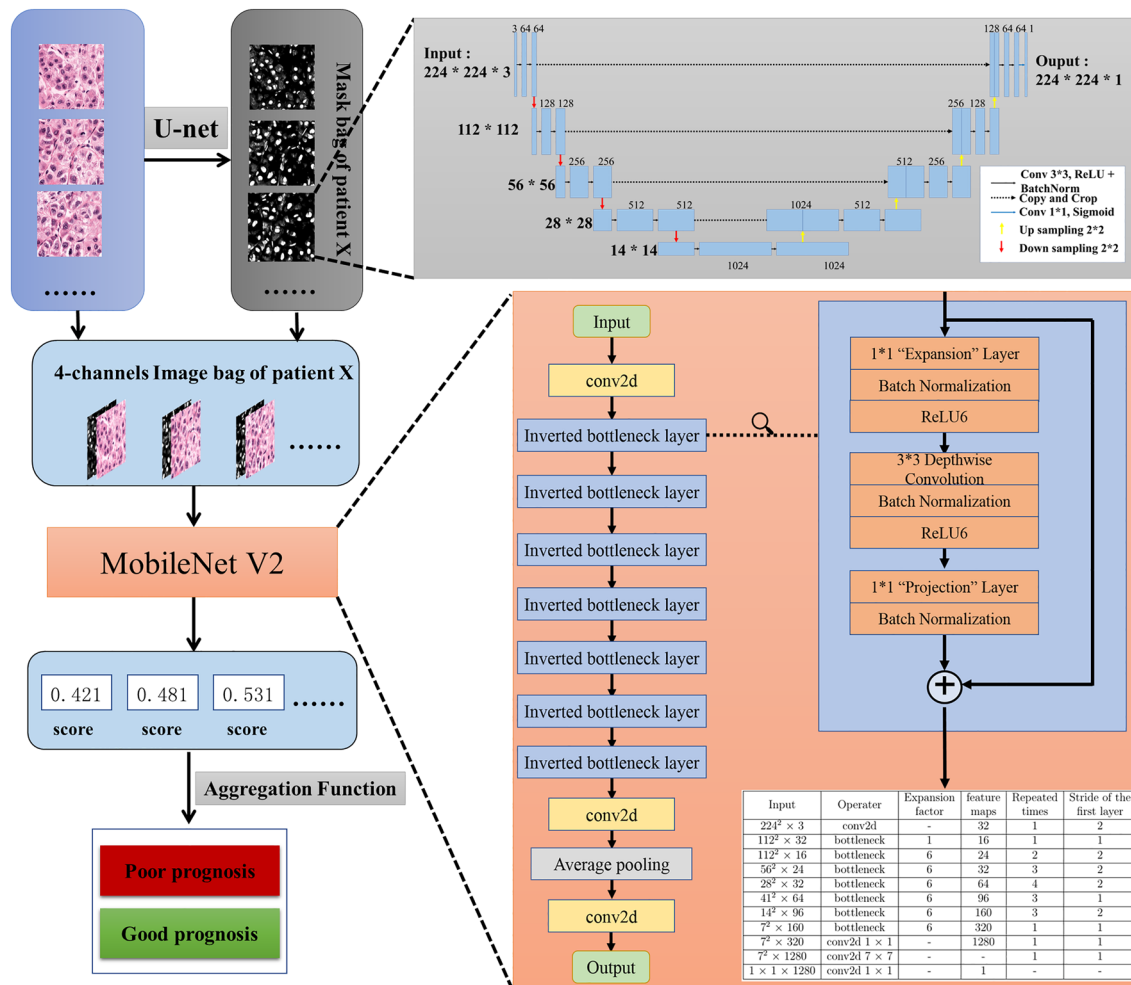 U-net
Mask bag of patient X
......
......
Input :
224 * 224 * 3
3 64 64
128 64 64 1
Ouput :
224 * 224 * 1
112 * 112
128 128
256 128
56 * 56
256 256
512 256
28 * 28
512 512
1024 512
14 * 14
1024 1024
Conv 3*3, ReLU +
BatchNorm
Copy and Crop
Conv 1*1, Sigmoid
Up sampling 2*2
Down sampling 2*2
4-channels Image bag of patient X
......
MobileNet V2
0.421 0.481 0.531 ......
score score score
Aggregation Function
Poor prognosis
Good prognosis
Input
conv2d
Inverted bottleneck layer
Inverted bottleneck layer
Inverted bottleneck layer
Inverted bottleneck layer
Inverted bottleneck layer
Inverted bottleneck layer
Inverted bottleneck layer
conv2d
Average pooling
conv2d
Output
1*1 “Expansion” Layer
Batch Normalization
ReLU6
3*3 Depthwise
Convolution
Batch Normalization
ReLU6
1*1 “Projection” Layer
Batch Normalization
+
Input Operater Expansion factor feature maps Repeated times Stride of the first layer
224² × 3 conv2d - 32 1 2
112² × 32 bottleneck 1 16 1 1
112² × 16 bottleneck 6 24 2 2
56² × 24 bottleneck 6 32 3 2
28² × 32 bottleneck 6 64 4 2
41² × 64 bottleneck 6 96 3 1
14² × 96 bottleneck 6 160 3 2
7² × 160 bottleneck 6 320 1 1
7² × 320 conv2d 1 × 1 - 1280 1 1
7² × 1280 conv2d 7 × 7 - - 1 1
1 × 1 × 1280 conv2d 1 × 1 - 1 - -